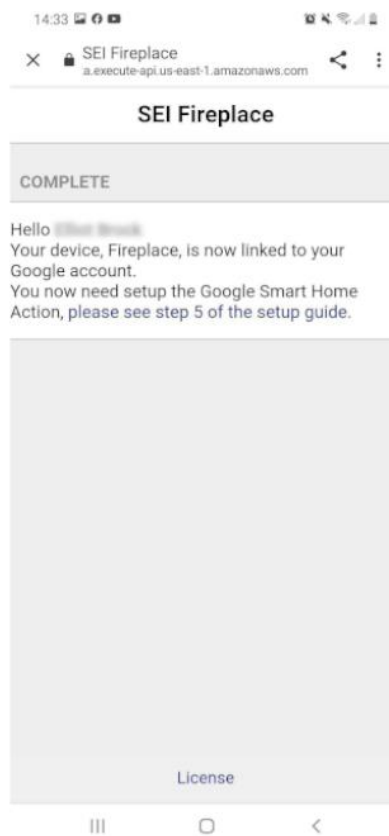 14:33
SEI Fireplace
a.execute-api.us-east-1.amazonaws.com
SEI Fireplace
COMPLETE
Hello
Your device, Fireplace, is now linked to your
Google account.
You now need setup the Google Smart Home
Action, please see step 5 of the setup guide.
License